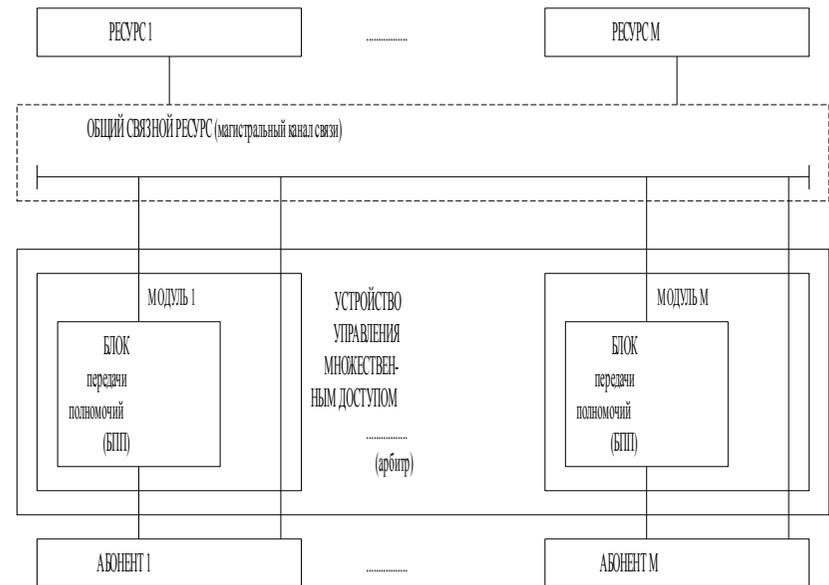 РЕСУРС 1
..................
РЕСУРС М
ОБЩИЙ СВЯЗНОЙ РЕСУРС (магистральный канал связи)
МОДУЛЬ 1
УСТРОЙСТВО
УПРАВЛЕНИЯ
МНОЖЕСТВЕН-
НЫМ ДОСТУПОМ
..................
(арбитр)
МОДУЛЬ М
БЛОК
передачи
полномочий
(БПП)
БЛОК
передачи
полномочий
(БПП)
АБОНЕНТ 1
..................
АБОНЕНТ М